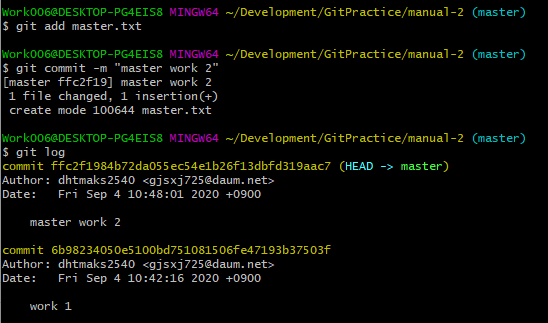 Work006@DESKTOP-PG4EIS8 MINGW64 ~/Development/GitPractice/manual-2 (master)
$ git add master.txt
Work006@DESKTOP-PG4EIS8 MINGW64 ~/Development/GitPractice/manual-2 (master)
$ git commit -m "master work 2"
[master ffc2f19] master work 2
 1 file changed, 1 insertion(+)
 create mode 100644 master.txt
Work006@DESKTOP-PG4EIS8 MINGW64 ~/Development/GitPractice/manual-2 (master)
$ git log
commit ffc2f1984b72da055ec54e1b26f13dbfd319aac7 (HEAD -> master)
Author: dhtmaks2540 <gjsxj725@daum.net>
Date:   Fri Sep 4 10:48:01 2020 +0900
    master work 2
commit 6b98234050e5100bd751081506fe47193b37503f
Author: dhtmaks2540 <gjsxj725@daum.net>
Date:   Fri Sep 4 10:42:16 2020 +0900
    work 1